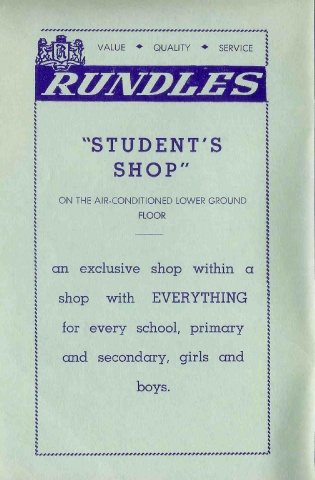 VALUE ✦ QUALITY ✦ SERVICE
RUNDLES
"STUDENT'S
SHOP"
ON THE AIR-CONDITIONED LOWER GROUND
FLOOR
an exclusive shop within a
shop with EVERYTHING
for every school, primary
and secondary, girls and
boys.